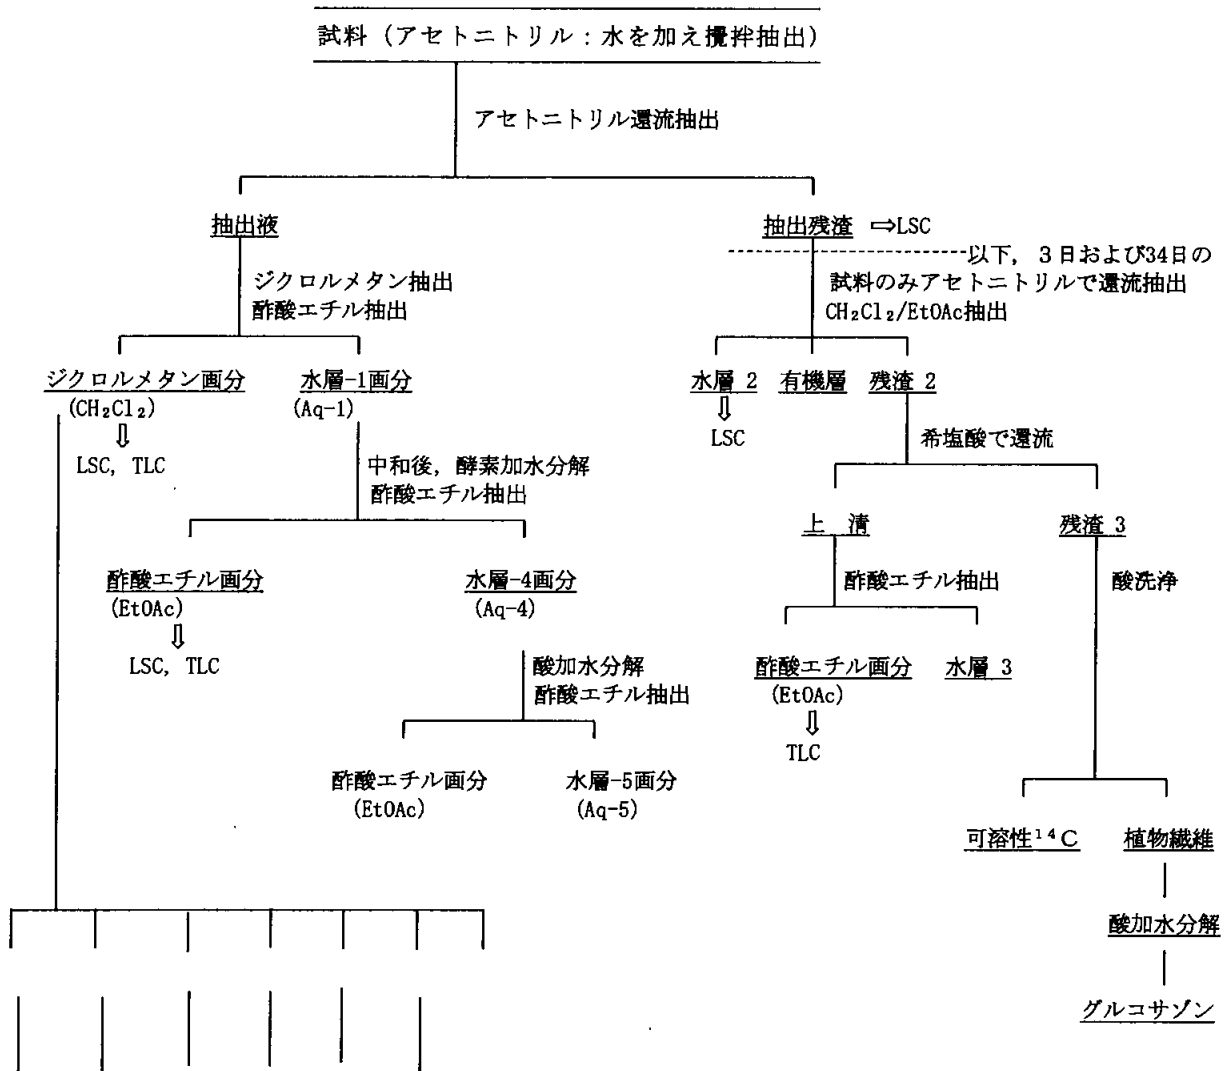 試料（アセトニトリル：水を加え攪拌抽出）
アセトニトリル還流抽出
抽出液
抽出残渣 ⇒LSC
以下，３日および34日の
試料のみアセトニトリルで還流抽出
CH₂Cl₂/EtOAc抽出
ジクロルメタン抽出
酢酸エチル抽出
ジクロルメタン画分
(CH₂Cl₂)
⇩
LSC, TLC
水層-1画分
(Aq-1)
水層 2
⇩
LSC
有機層
残渣 2
中和後，酵素加水分解
酢酸エチル抽出
希塩酸で還流
酢酸エチル画分
(EtOAc)
⇩
LSC, TLC
水層-4画分
(Aq-4)
上 清
残渣 3
酢酸エチル抽出
酸洗浄
酸加水分解
酢酸エチル抽出
酢酸エチル画分
(EtOAc)
⇩
TLC
水層 3
酢酸エチル画分
(EtOAc)
水層-5画分
(Aq-5)
可溶性¹⁴C
植物繊維
酸加水分解
グルコサゾン